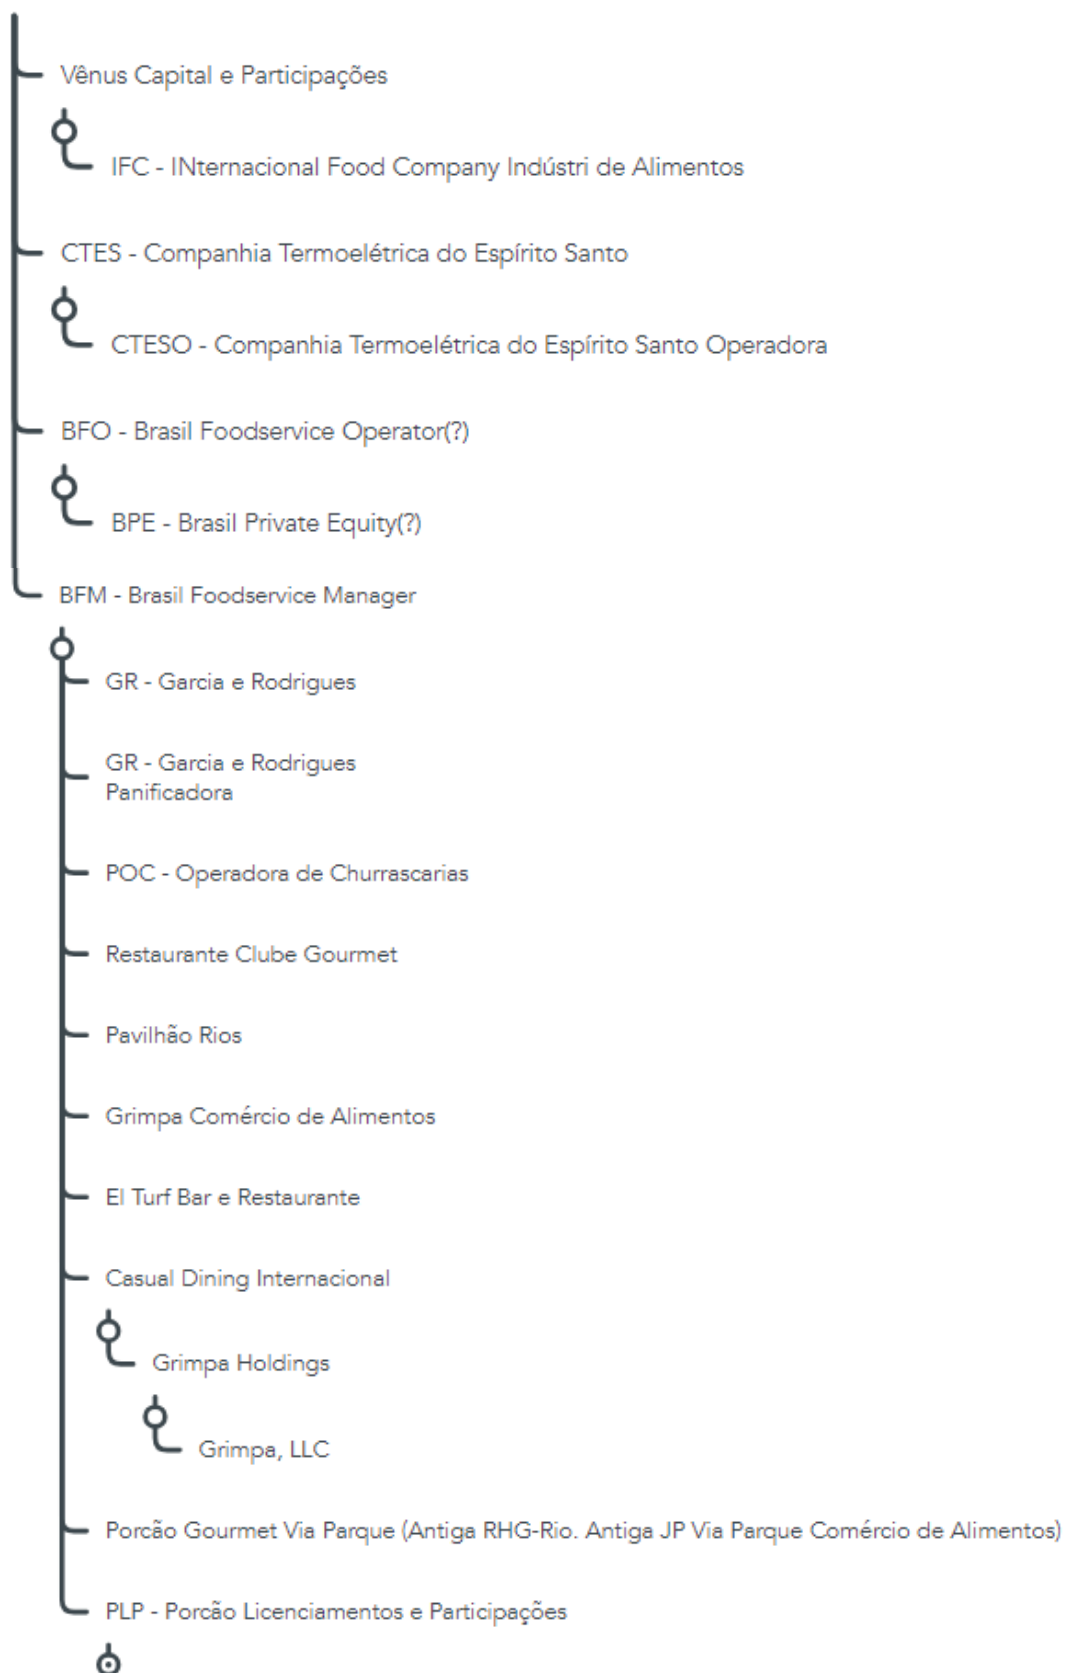 Vênus Capital e Participações
IFC - INternacional Food Company Indústri de Alimentos
CTES - Companhia Termoelétrica do Espírito Santo
CTESO - Companhia Termoelétrica do Espírito Santo Operadora
BFO - Brasil Foodservice Operator(?)
BPE - Brasil Private Equity(?)
BFM - Brasil Foodservice Manager
GR - Garcia e Rodrigues
GR - Garcia e Rodrigues
Panificadora
POC - Operadora de Churrascarias
Restaurante Clube Gourmet
Pavilhão Rios
Grimpa Comércio de Alimentos
El Turf Bar e Restaurante
Casual Dining Internacional
Grimpa Holdings
Grimpa, LLC
Porcão Gourmet Via Parque (Antiga RHG-Rio. Antiga JP Via Parque Comércio de Alimentos)
PLP - Porcão Licenciamentos e Participações